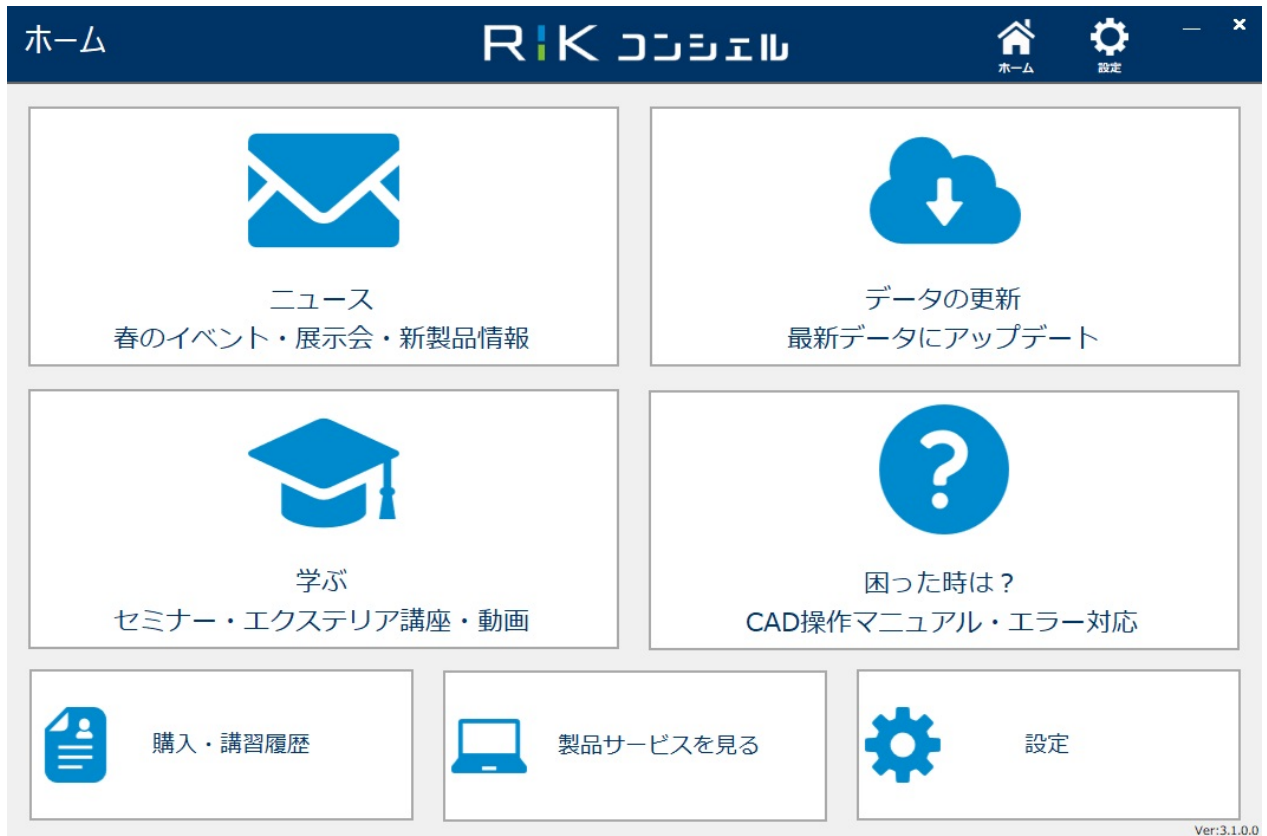 ホーム
RiK コンシェル
ホーム
設定
ニュース
春のイベント・展示会・新製品情報
データの更新
最新データにアップデート
学ぶ
セミナー・エクステリア講座・動画
困った時は？
CAD操作マニュアル・エラー対応
購入・講習履歴
製品サービスを見る
設定
Ver:3.1.0.0